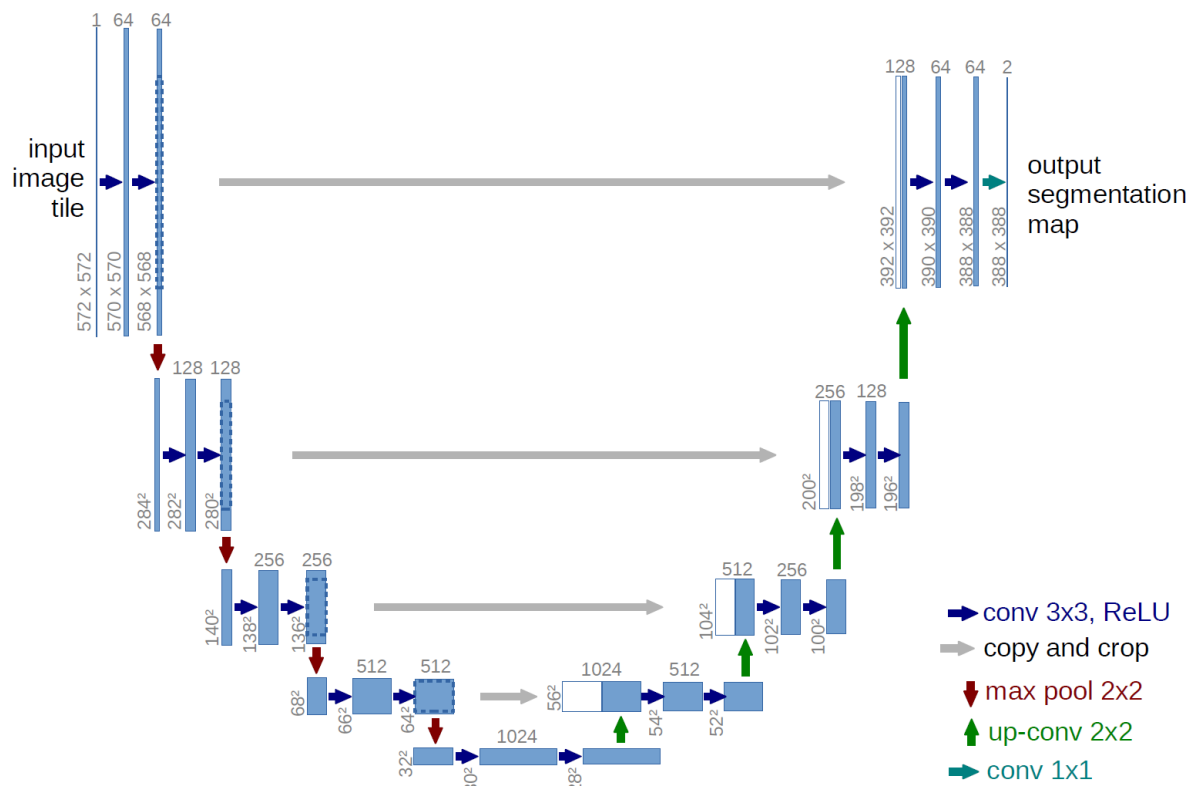 1 64 64
128 64 64 2
input
image
tile
output
segmentation
map
572 x 572
570 x 570
568 x 568
392 x 392
390 x 390
388 x 388
388 x 388
128 128
256 128
284²
282²
280²
200²
198²
196²
256 256
512 256
140²
138²
136²
104²
102²
100²
conv 3x3, ReLU
copy and crop
max pool 2x2
up-conv 2x2
conv 1x1
512 512
1024 512
68²
66²
64²
56²
54²
52²
1024
32²